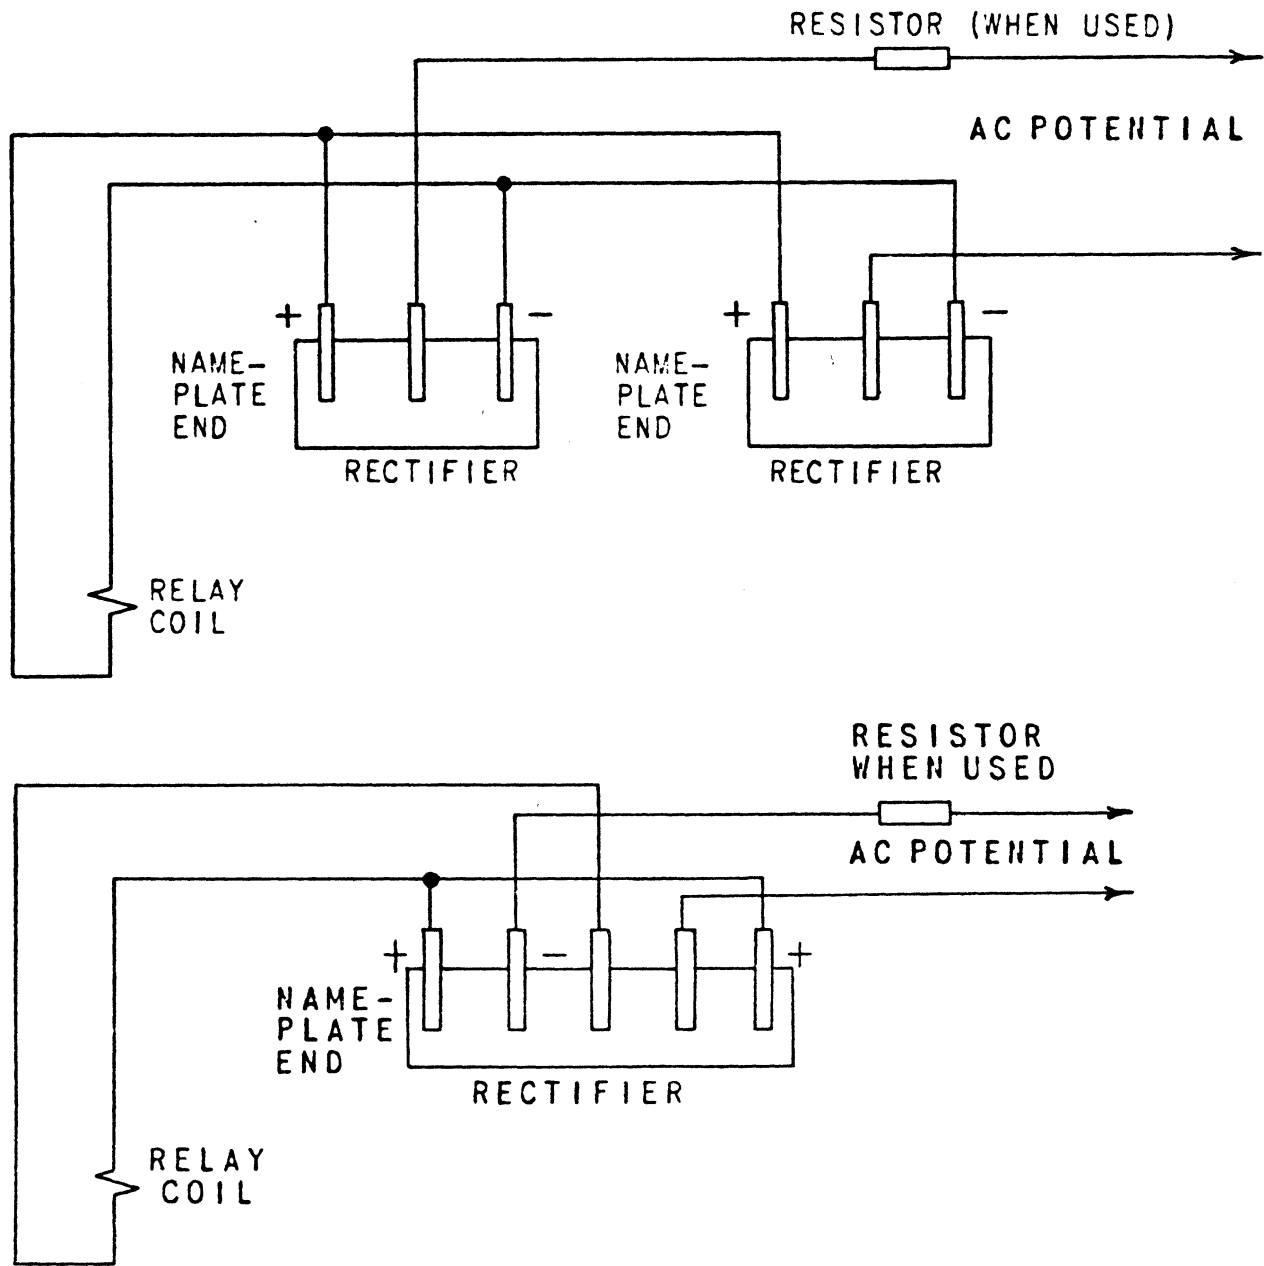 RESISTOR (WHEN USED)
AC POTENTIAL
+
−
+
−
NAME–
PLATE
END
NAME–
PLATE
END
RECTIFIER
RECTIFIER
RELAY
COIL
RESISTOR
WHEN USED
AC POTENTIAL
+
−
+
NAME–
PLATE
END
RECTIFIER
RELAY
COIL